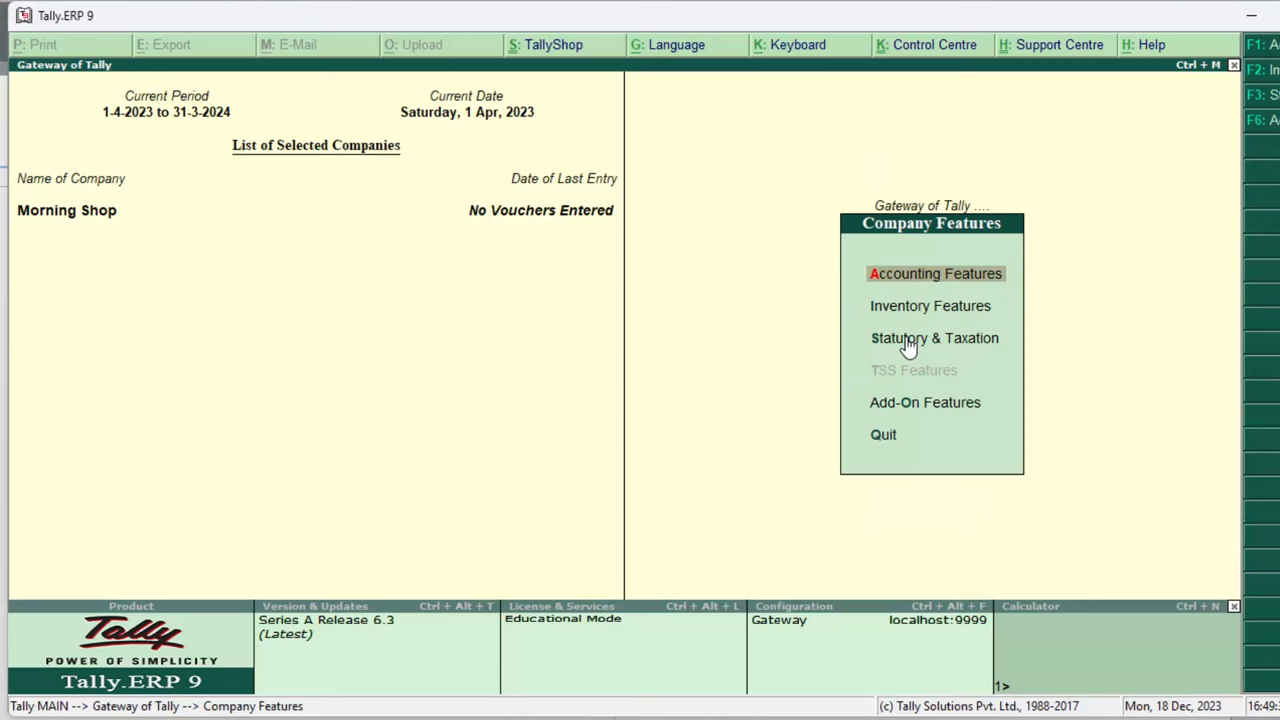 Tally.ERP 9
P: Print E: Export M: E-Mail O: Upload S: TallyShop G: Language K: Keyboard K: Control Centre H: Support Centre H: Help
Gateway of Tally Ctrl + M
F1:
F2:
F3:
F6:
Current Period Current Date
1-4-2023 to 31-3-2024 Saturday, 1 Apr, 2023
List of Selected Companies
Name of Company Date of Last Entry
Morning Shop No Vouchers Entered
Gateway of Tally ....
Company Features
Accounting Features
Inventory Features
Statutory & Taxation
TSS Features
Add-On Features
Quit
Product Version & Updates Ctrl + Alt + T License & Services Ctrl + Alt + L Configuration Ctrl + Alt + F Calculator Ctrl + N
Series A Release 6.3 Educational Mode Gateway localhost:9999
(Latest)
Tally
POWER OF SIMPLICITY
Tally.ERP 9
1>
Tally MAIN --> Gateway of Tally --> Company Features (c) Tally Solutions Pvt. Ltd., 1988-2017 Mon, 18 Dec, 2023 16:49: